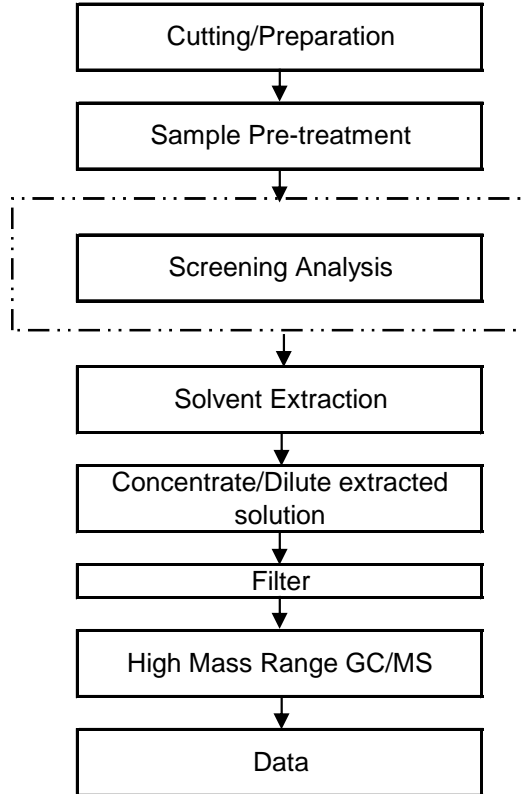 Cutting/Preparation
Sample Pre-treatment
Screening Analysis
Solvent Extraction
Concentrate/Dilute extracted
solution
Filter
High Mass Range GC/MS
Data